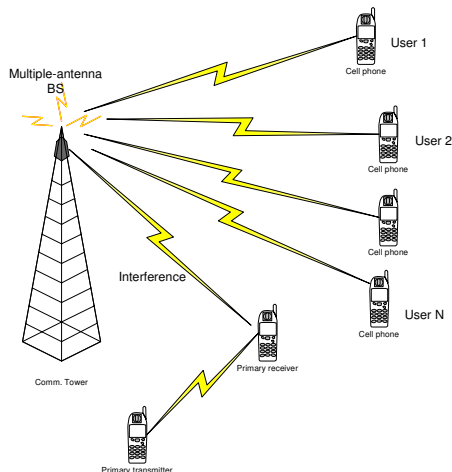 User 1
Cell phone
Multiple-antenna
BS
User 2
Cell phone
Cell phone
Interference
User N
Cell phone
Primary receiver
Comm. Tower
Primary transmitter